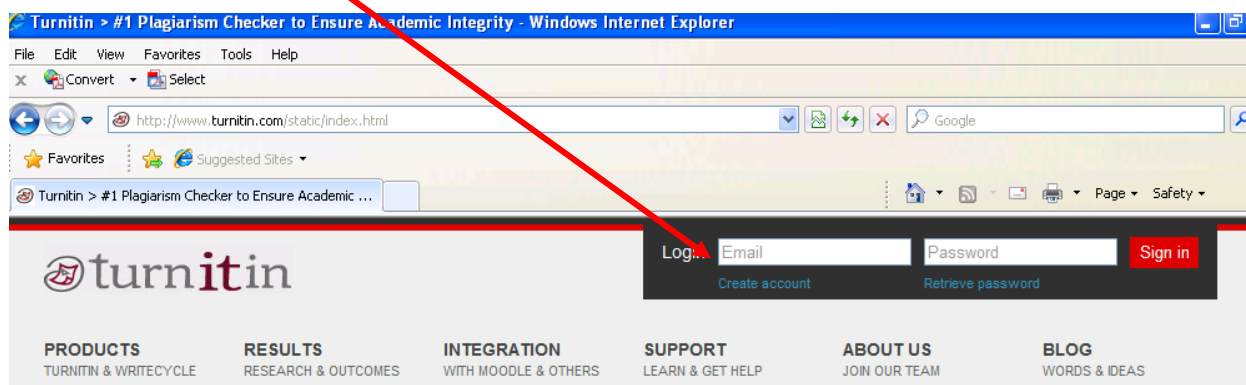 Turnitin > #1 Plagiarism Checker to Ensure Academic Integrity - Windows Internet Explorer
File Edit View Favorites Tools Help
x Convert Select
http://www.turnitin.com/static/index.html Google
Favorites Suggested Sites
Turnitin > #1 Plagiarism Checker to Ensure Academic ... Page Safety
turnitin
Login Email Password Sign in
Create account Retrieve password
PRODUCTS RESULTS INTEGRATION SUPPORT ABOUT US BLOG
TURNITIN & WRITECYCLE RESEARCH & OUTCOMES WITH MOODLE & OTHERS LEARN & GET HELP JOIN OUR TEAM WORDS & IDEAS